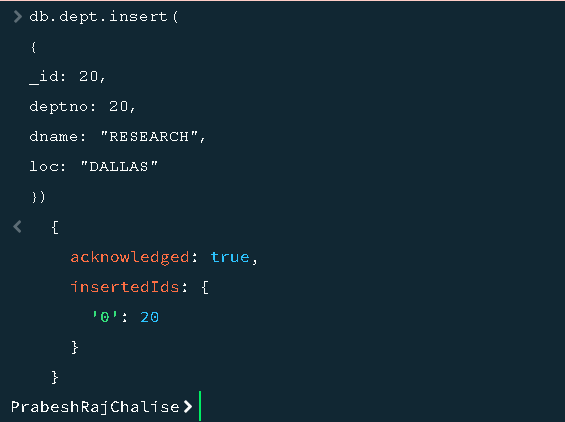 > db.dept.insert(
{
_id: 20,
deptno: 20,
dname: "RESEARCH",
loc: "DALLAS"
})
< {
acknowledged: true,
insertedIds: {
'0': 20
}
}
PrabeshRajChalise>